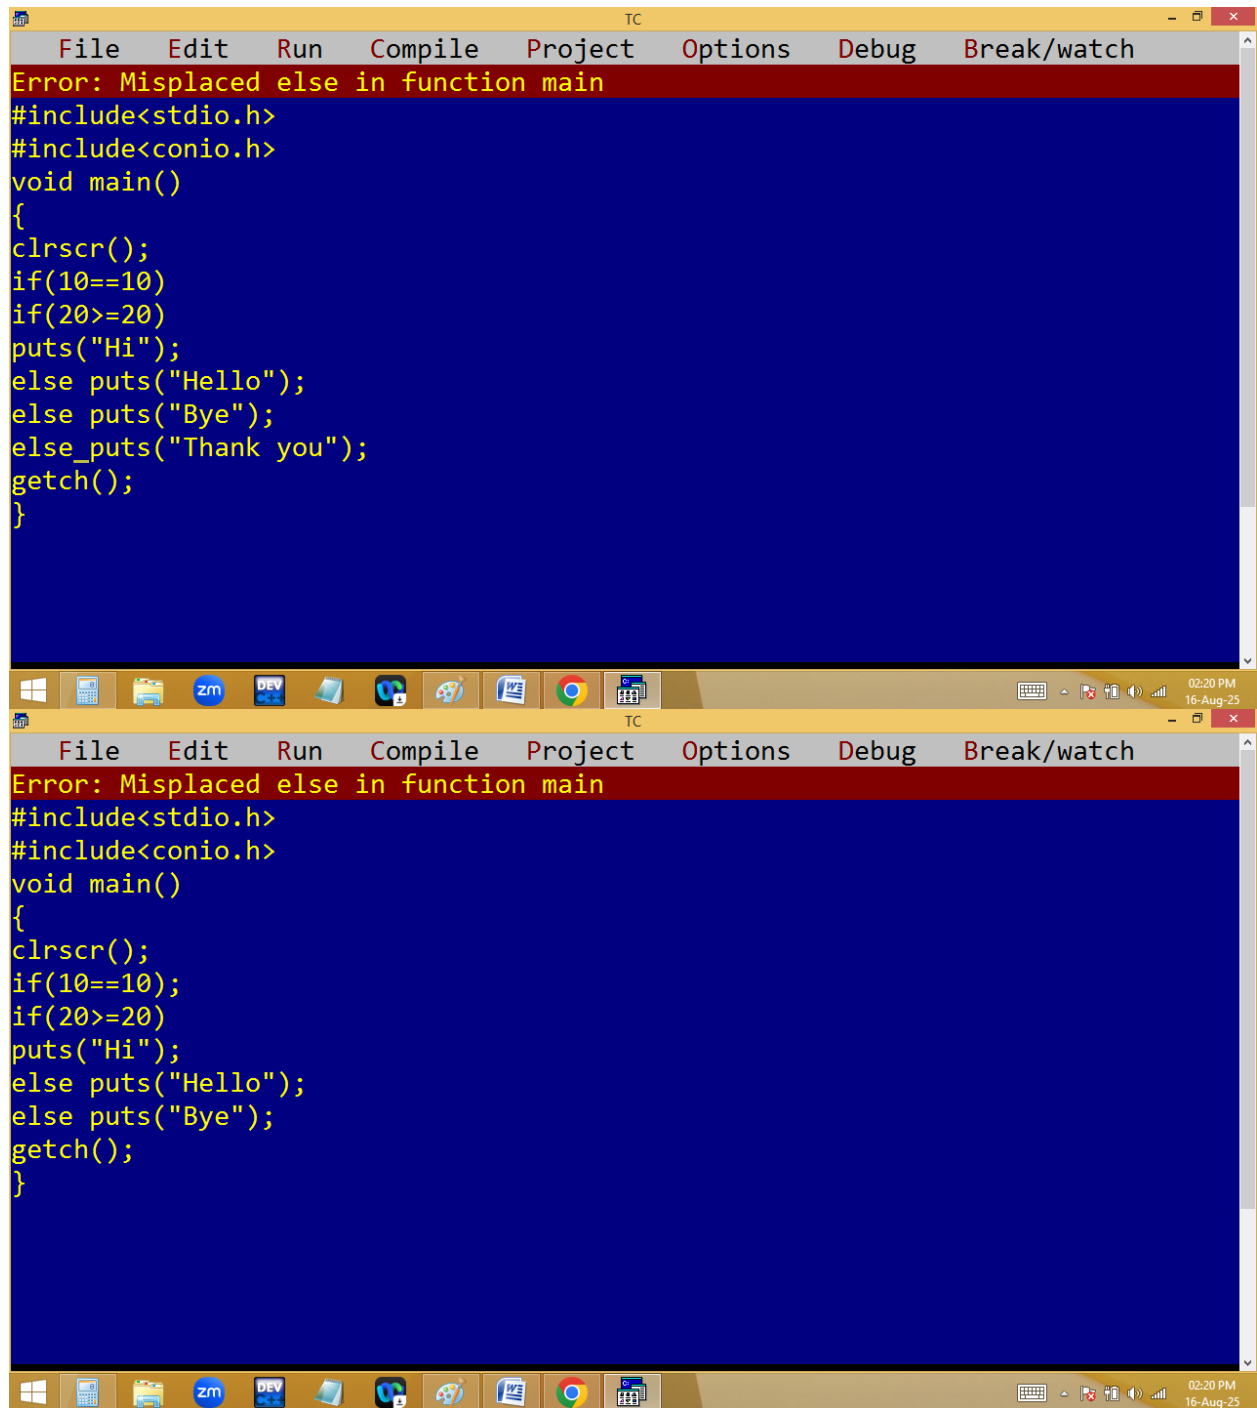 TC
File Edit Run Compile Project Options Debug Break/watch
Error: Misplaced else in function main
#include<stdio.h>
#include<conio.h>
void main()
{
clrscr();
if(10==10)
if(20>=20)
puts("Hi");
else puts("Hello");
else puts("Bye");
else_puts("Thank you");
getch();
}
zm DEV C++ 02:20 PM
16-Aug-25
TC
File Edit Run Compile Project Options Debug Break/watch
Error: Misplaced else in function main
#include<stdio.h>
#include<conio.h>
void main()
{
clrscr();
if(10==10);
if(20>=20)
puts("Hi");
else puts("Hello");
else puts("Bye");
getch();
}
zm DEV C++ 02:20 PM
16-Aug-25